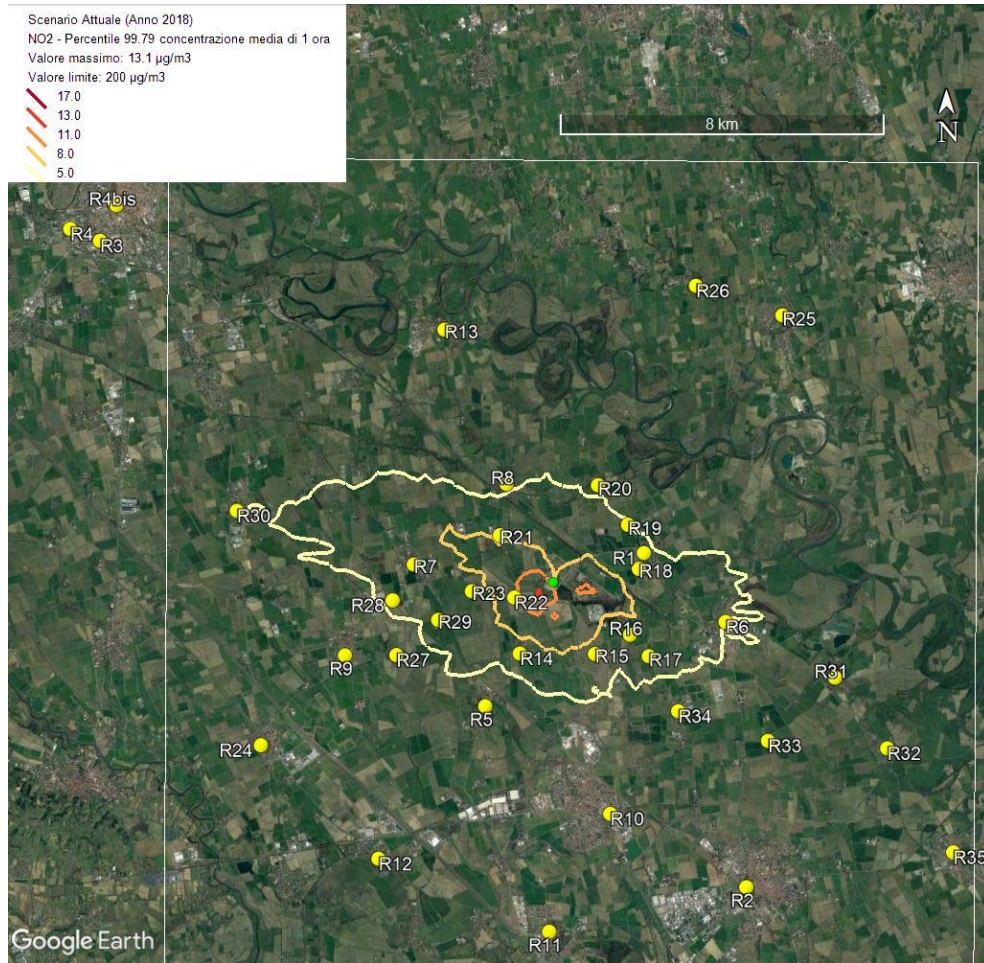 Scenario Attuale (Anno 2018)
NO2 - Percentile 99.79 concentrazione media di 1 ora
Valore massimo: 13.1 µg/m3
Valore limite: 200 µg/m3
17.0
13.0
11.0
8.0
5.0
8 km
N
R4bis
R4
R3
R26
R25
R13
R8
R20
R30
R19
R21
R1
R18
R7
R23
R22
R28
R29
R16
R6
R14
R15
R17
R9
R27
R31
R5
R34
R24
R33
R32
R10
R12
R35
R2
R11
Google Earth